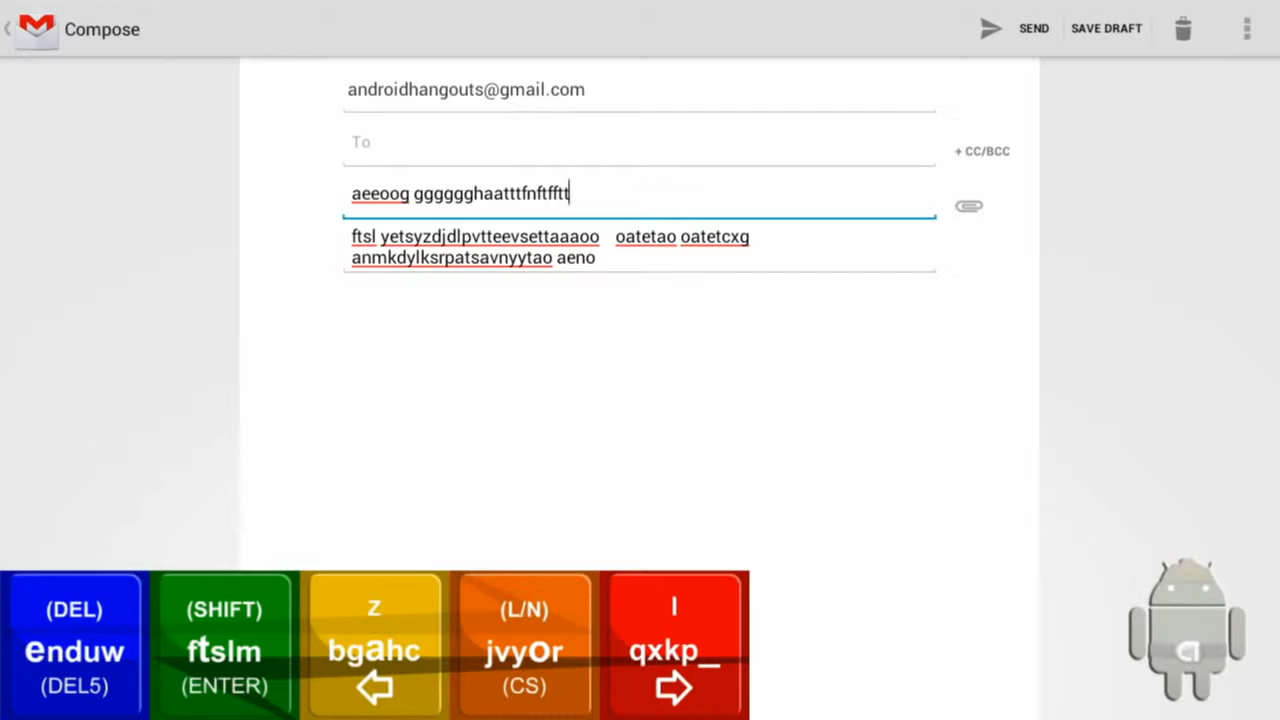 Compose
SEND
SAVE DRAFT
androidhangouts@gmail.com
To
+ CC/BCC
aeeoog gggggghaatttfnftfftt
ftsl yetsyzdjdlpvtteevsettaaaoo oatetao oatetcxg
anmkdylksrpatsavnyytao aeno
(DEL)
enduw
(DEL5)
(SHIFT)
ftslm
(ENTER)
z
bgahc
(L/N)
jvyor
(CS)
l
qxkp_
a